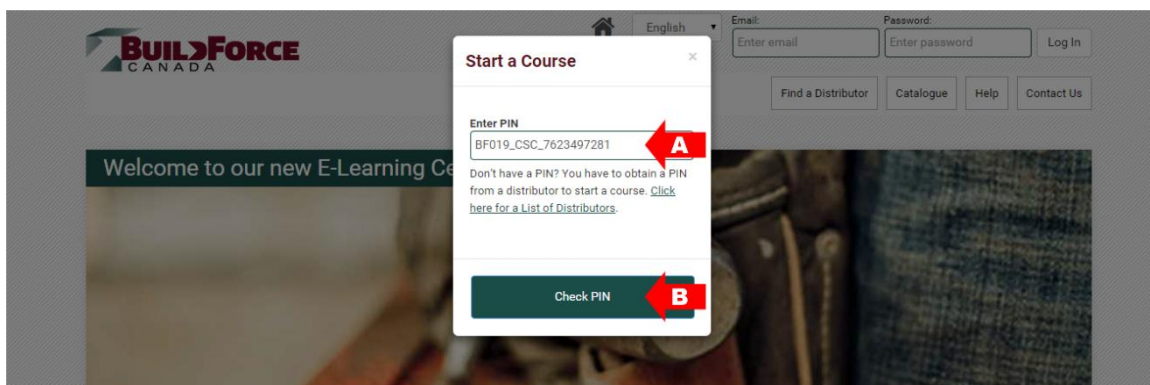 BUILDFORCE
CANADA
English
Email:
Enter email
Password:
Enter password
Log In
Find a Distributor
Catalogue
Help
Contact Us
Welcome to our new E-Learning Ce
Start a Course
×
Enter PIN
BF019_CSC_7623497281
A
Don't have a PIN? You have to obtain a PIN
from a distributor to start a course. Click
here for a List of Distributors.
Check PIN
B